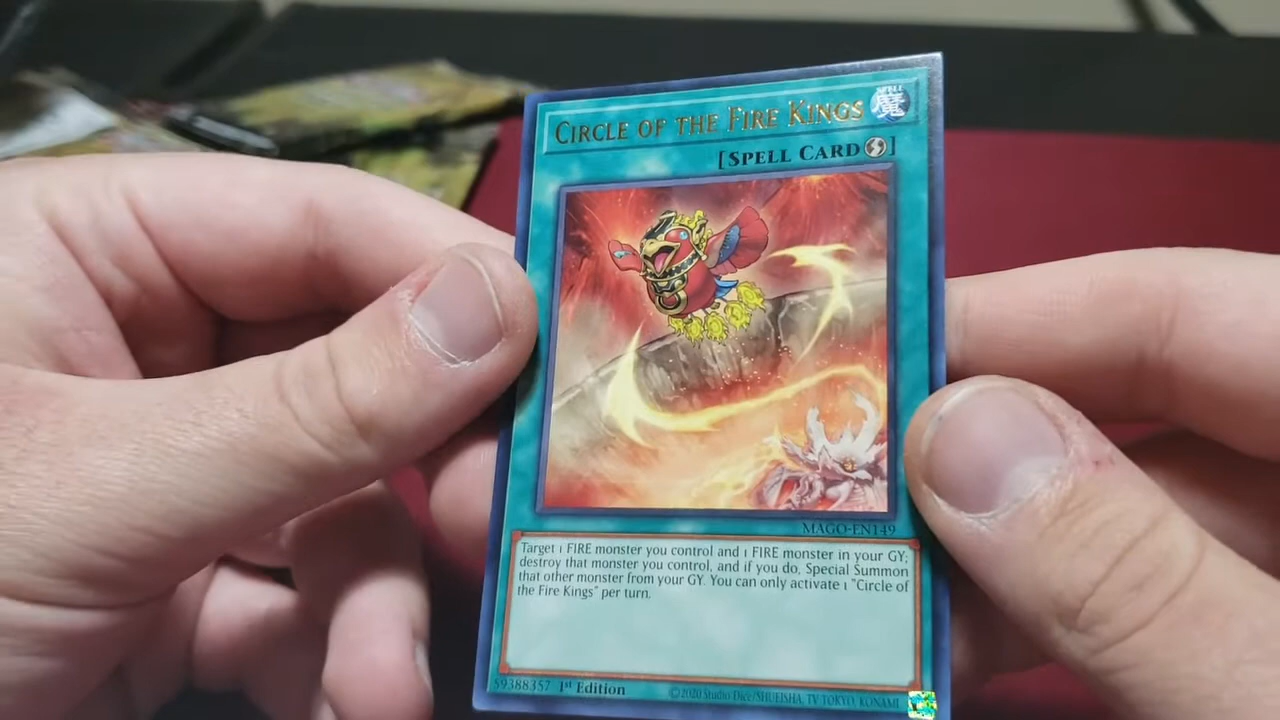 CIRCLE OF THE FIRE KINGS
SPELL
魔
[SPELL CARD ]
MAGO-EN149
Target 1 FIRE monster you control and 1 FIRE monster in your GY;
destroy that monster you control, and if you do, Special Summon
that other monster from your GY. You can only activate 1 "Circle of
the Fire Kings" per turn.
59388357 1st Edition
©2020 Studio Dice/SHUEISHA, TV TOKYO, KONAMI